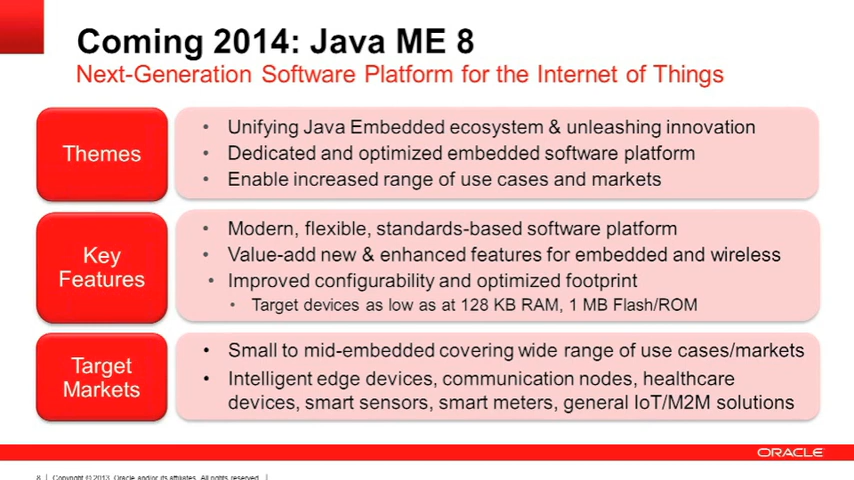 Coming 2014: Java ME 8
Next-Generation Software Platform for the Internet of Things
Themes
• Unifying Java Embedded ecosystem & unleashing innovation
• Dedicated and optimized embedded software platform
• Enable increased range of use cases and markets
Key
Features
• Modern, flexible, standards-based software platform
• Value-add new & enhanced features for embedded and wireless
• Improved configurability and optimized footprint
• Target devices as low as at 128 KB RAM, 1 MB Flash/ROM
Target
Markets
• Small to mid-embedded covering wide range of use cases/markets
• Intelligent edge devices, communication nodes, healthcare
devices, smart sensors, smart meters, general IoT/M2M solutions
ORACLE
8 | Copyright © 2013, Oracle and/or its affiliates. All rights reserved. |